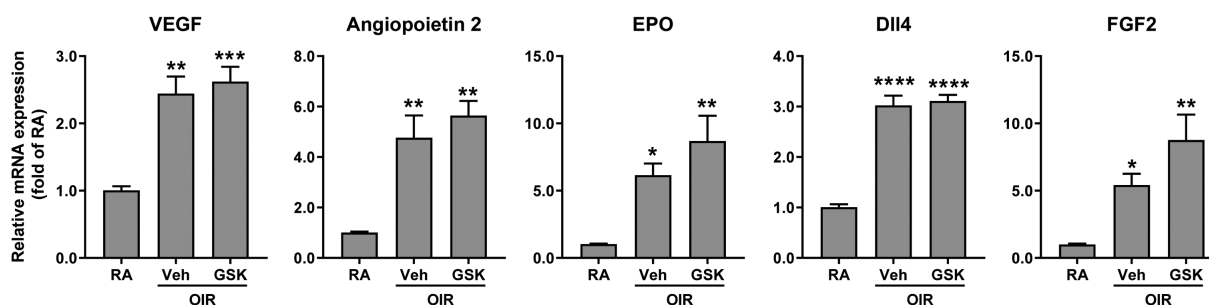 VEGF
Angiopoietin 2
EPO
Dll4
FGF2
Relative mRNA expression
(fold of RA)
3.0
2.0
1.0
0.0
** ***
RA Veh GSK
OIR
8.0
6.0
4.0
2.0
0.0
** **
RA Veh GSK
OIR
15.0
10.0
5.0
0.0
* **
RA Veh GSK
OIR
4.0
3.0
2.0
1.0
0.0
**** ****
RA Veh GSK
OIR
15.0
10.0
5.0
0.0
* **
RA Veh GSK
OIR